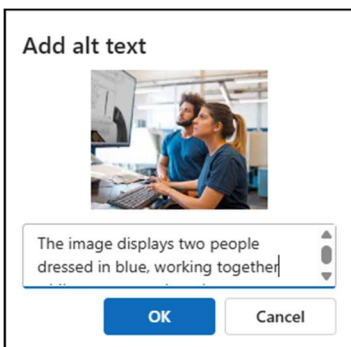 Add alt text
The image displays two people
dressed in blue, working together
OK
Cancel